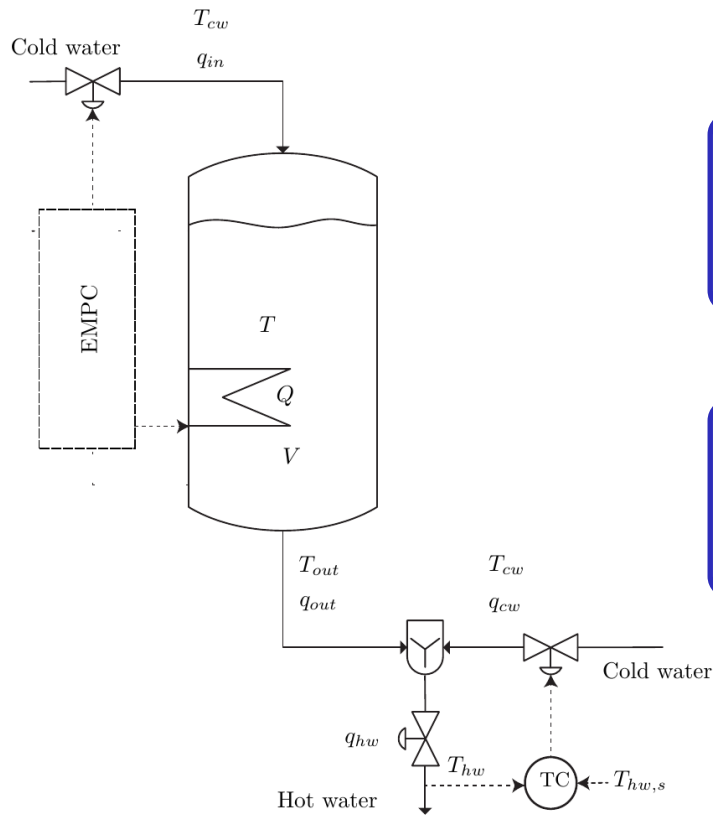 T_cw
Cold water
q_in
EMPC
T
Q
V
T_out
q_out
T_cw
q_cw
Cold water
q_hw
T_hw
TC
T_hw,s
Hot water